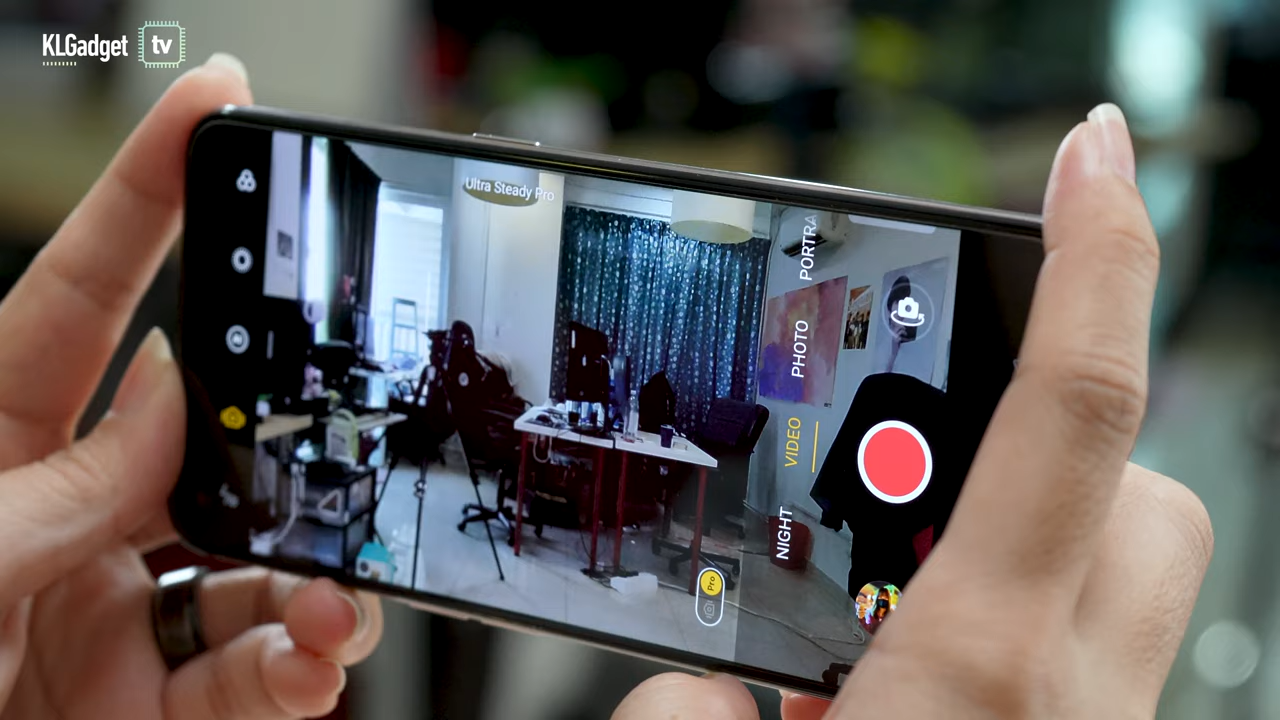 KLGadget tv
Ultra Steady Pro
PORTRA
PHOTO
VIDEO
NIGHT
Pro